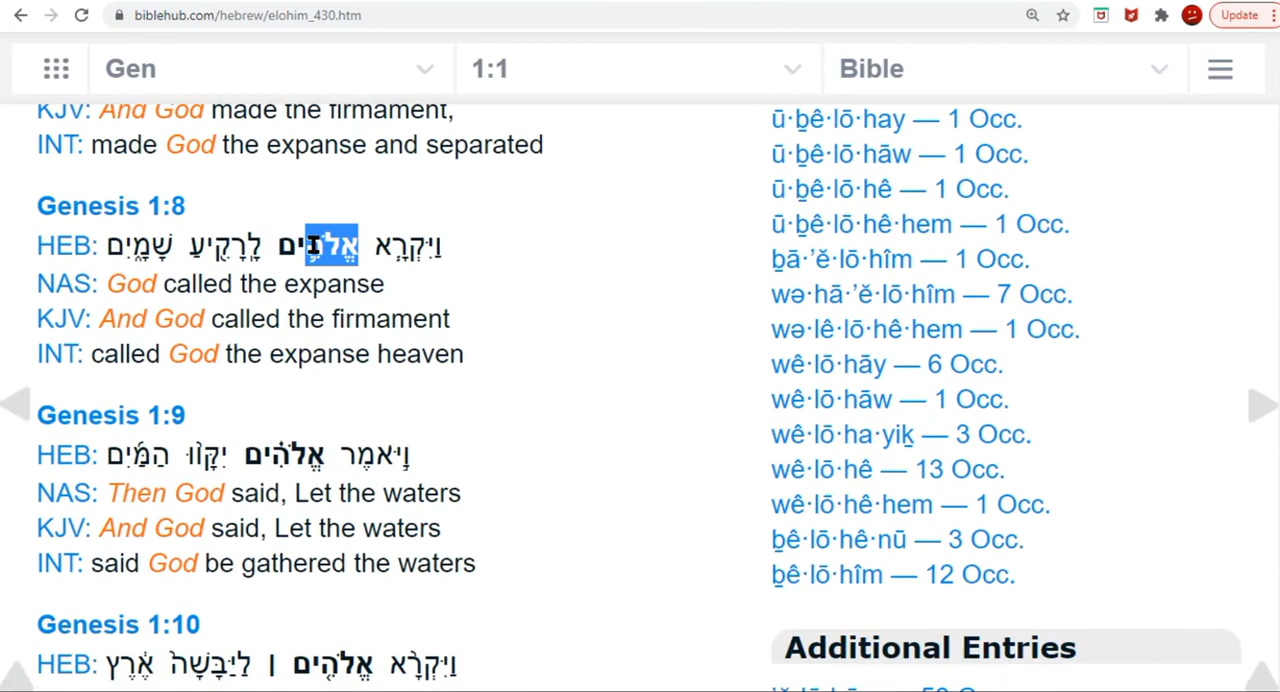 biblehub.com/hebrew/elohim_430.htm
Update
Gen
1:1
Bible
KJV: And God made the firmament,
INT: made God the expanse and separated
Genesis 1:8
HEB: וַיִּקְרָ֧א אֱלֹהִ֛ים לָֽרָקִ֖יעַ שָׁמָ֑יִם
NAS: God called the expanse
KJV: And God called the firmament
INT: called God the expanse heaven
Genesis 1:9
HEB: וַיֹּ֣אמֶר אֱלֹהִ֗ים יִקָּו֨וּ הַמַּ֜יִם
NAS: Then God said, Let the waters
KJV: And God said, Let the waters
INT: said God be gathered the waters
Genesis 1:10
HEB: וַיִּקְרָ֨א אֱלֹהִ֤ים ׀ לַיַּבָּשָׁה֙ אֶ֔רֶץ
ū·ḇê·lō·hay — 1 Occ.
ū·ḇê·lō·hāw — 1 Occ.
ū·ḇê·lō·hê — 1 Occ.
ū·ḇê·lō·hê·hem — 1 Occ.
ḇā·’ĕ·lō·hîm — 1 Occ.
wə·hā·’ĕ·lō·hîm — 7 Occ.
wə·lê·lō·hê·hem — 1 Occ.
wê·lō·hāy — 6 Occ.
wê·lō·hāw — 1 Occ.
wê·lō·ha·yiḵ — 3 Occ.
wê·lō·hê — 13 Occ.
wê·lō·hê·hem — 1 Occ.
ḇê·lō·hê·nū — 3 Occ.
ḇê·lō·hîm — 12 Occ.
Additional Entries